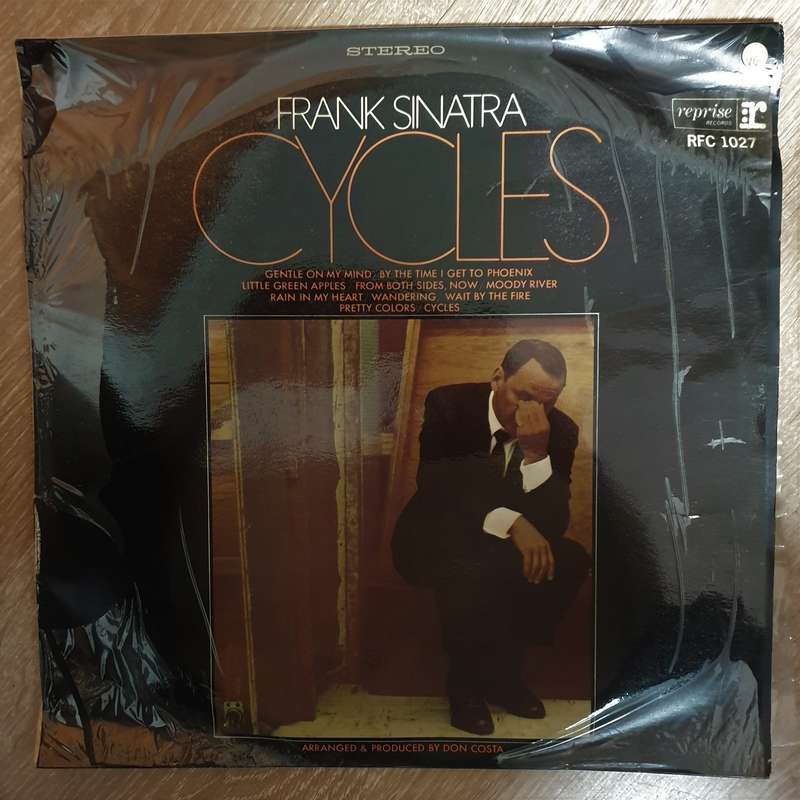 STEREO
FRANK SINATRA
CYCLES
reprise
RECORDS
r:
RFC 1027
GENTLE ON MY MIND / BY THE TIME I GET TO PHOENIX
LITTLE GREEN APPLES / FROM BOTH SIDES, NOW / MOODY RIVER
RAIN IN MY HEART / WANDERING / WAIT BY THE FIRE
PRETTY COLORS / CYCLES
ARRANGED & PRODUCED BY DON COSTA